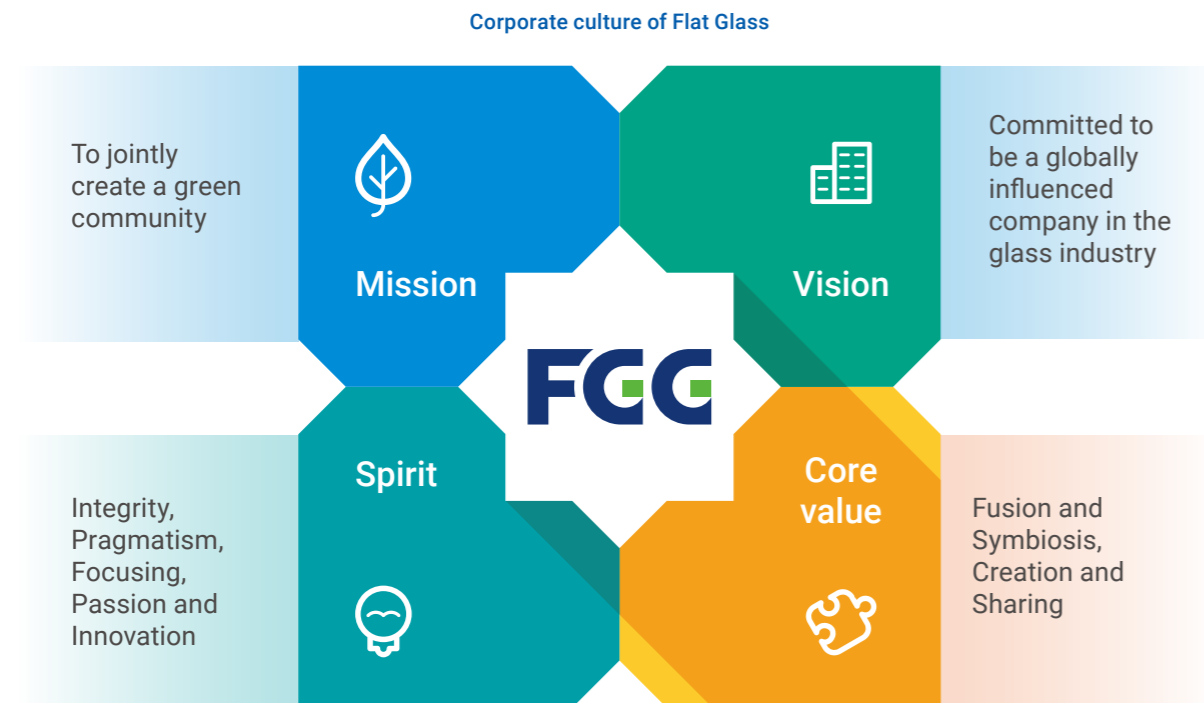 Corporate culture of Flat Glass
To jointly
create a green
community
Mission
Vision
Committed to
be a globally
influenced
company in the
glass industry
FGG
Spirit
Integrity,
Pragmatism,
Focusing,
Passion and
Innovation
Core
value
Fusion and
Symbiosis,
Creation and
Sharing